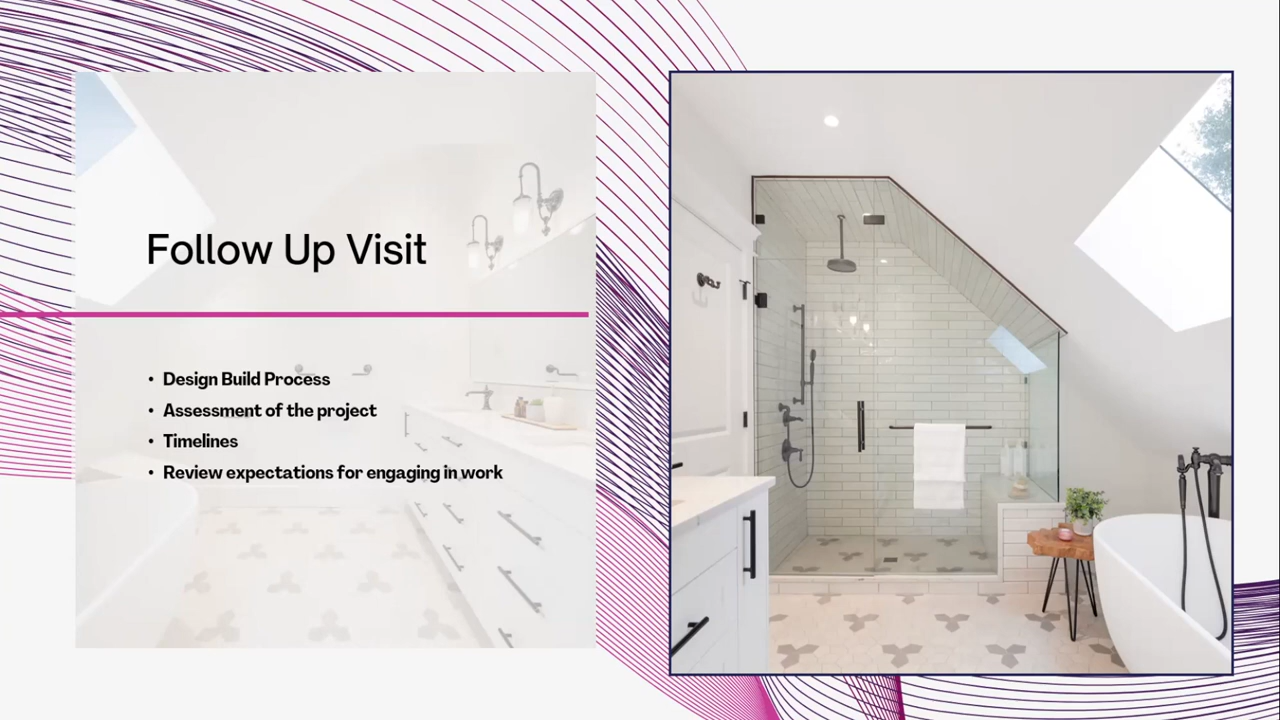 Follow Up Visit
• Design Build Process
• Assessment of the project
• Timelines
• Review expectations for engaging in work